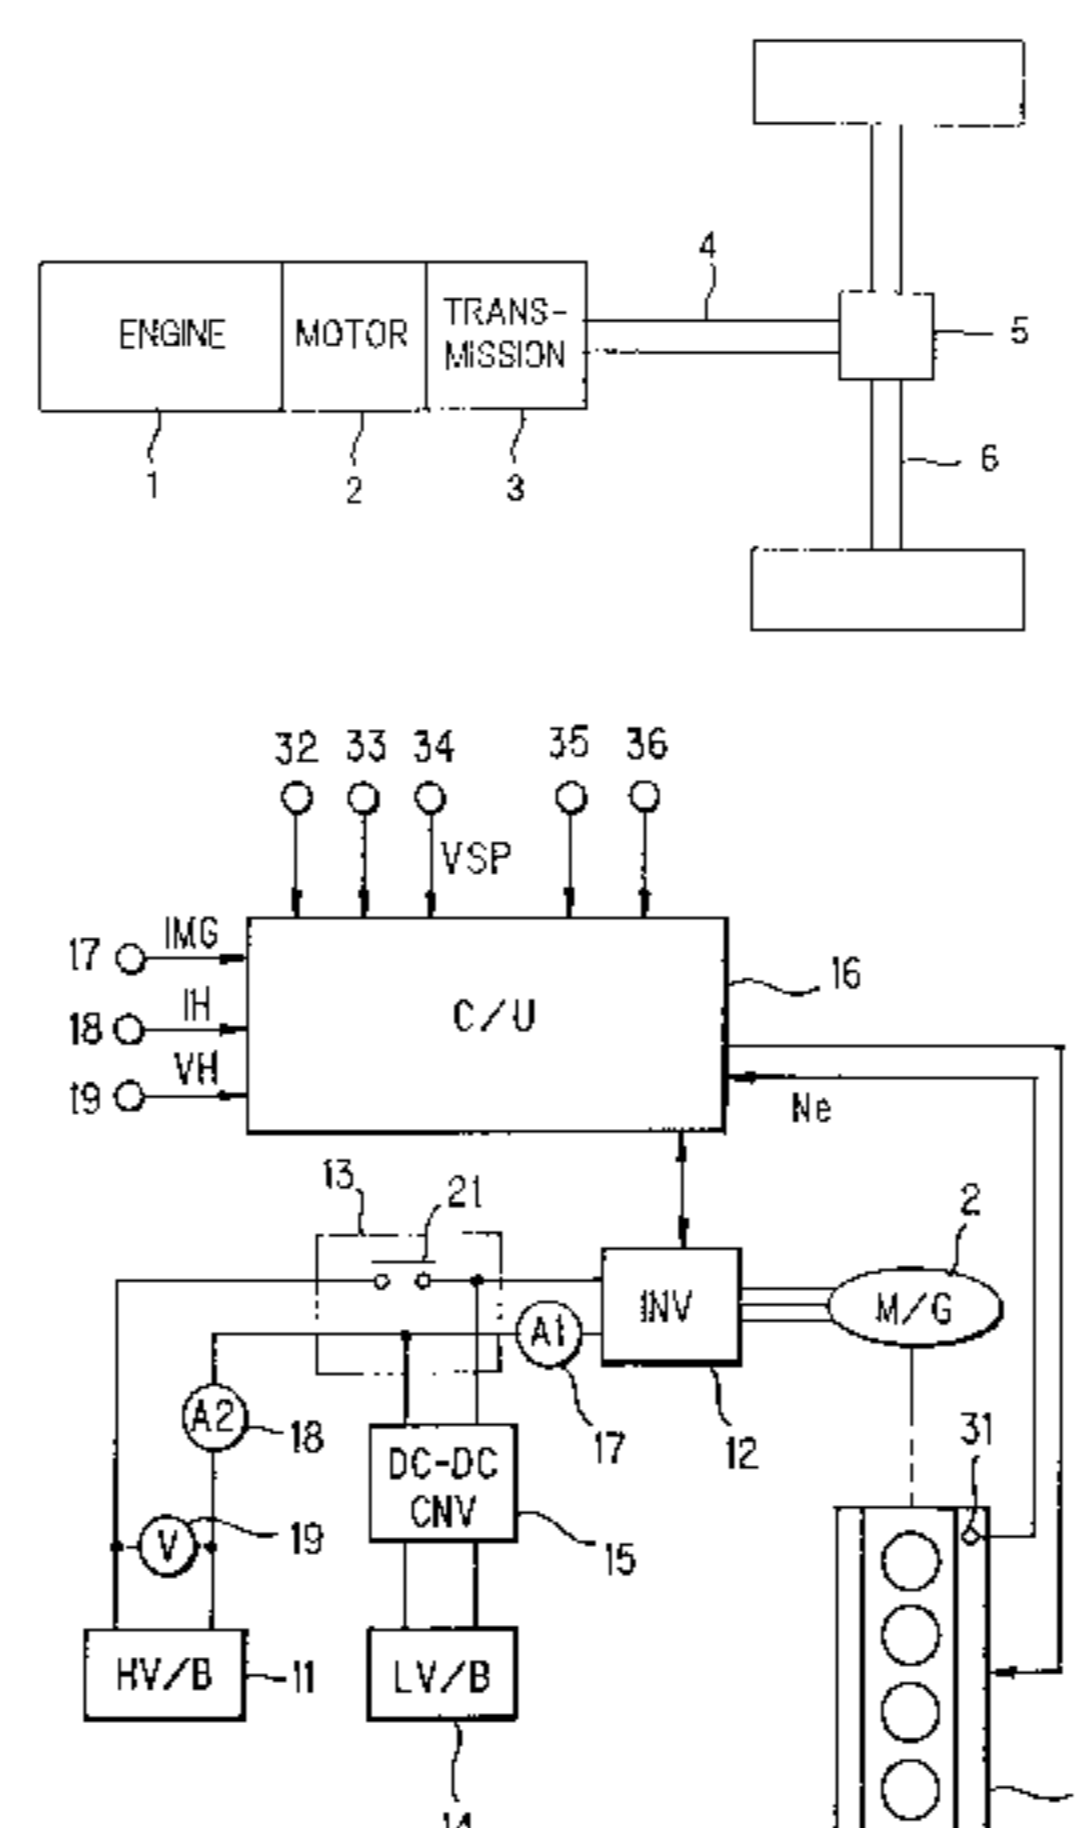 4
ENGINE
MOTOR
TRANS-
MISSION
5
6
1
2
3
32
33
34
35
36
VSP
17
IMG
18
IH
19
VH
C/U
16
Ne
13
21
2
INV
M/G
A1
A2
18
17
12
31
DC-DC
CNV
V
19
15
HV/B
11
LV/B
14